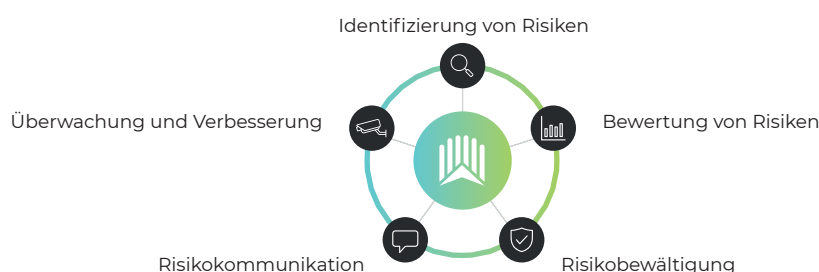 Identifizierung von Risiken
Überwachung und Verbesserung
Bewertung von Risiken
Risikokommunikation
Risikobewältigung